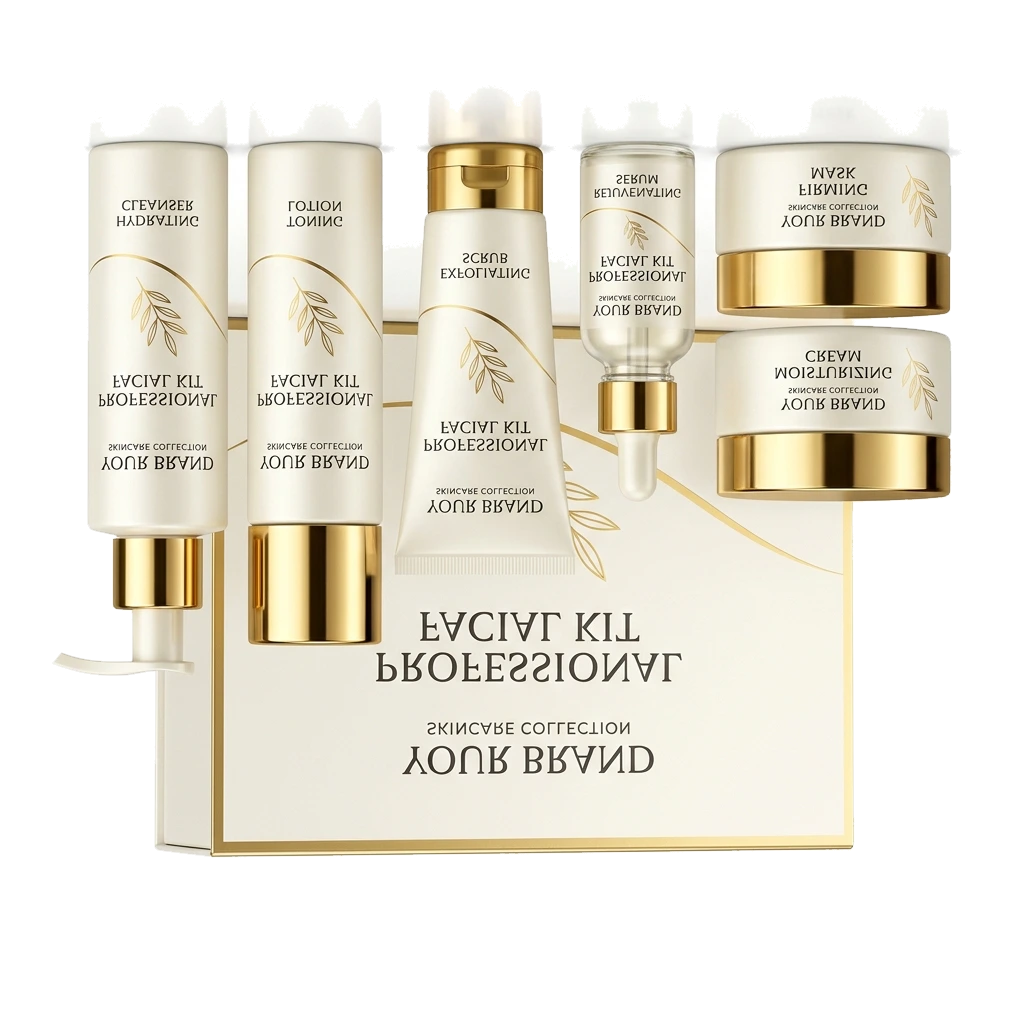 YOUR BRAND
SKINCARE COLLECTION
PROFESSIONAL
FACIAL KIT
HYDRATING
CLEANSER
YOUR BRAND
SKINCARE COLLECTION
PROFESSIONAL
FACIAL KIT
TONING
LOTION
YOUR BRAND
SKINCARE COLLECTION
PROFESSIONAL
FACIAL KIT
EXFOLIATING
SCRUB
YOUR BRAND
SKINCARE COLLECTION
PROFESSIONAL
FACIAL KIT
REJUVENATING
SERUM
YOUR BRAND
SKINCARE COLLECTION
MOISTURIZING
CREAM
YOUR BRAND
SKINCARE COLLECTION
FIRMING
MASK
YOUR BRAND
SKINCARE COLLECTION
PROFESSIONAL
FACIAL KIT